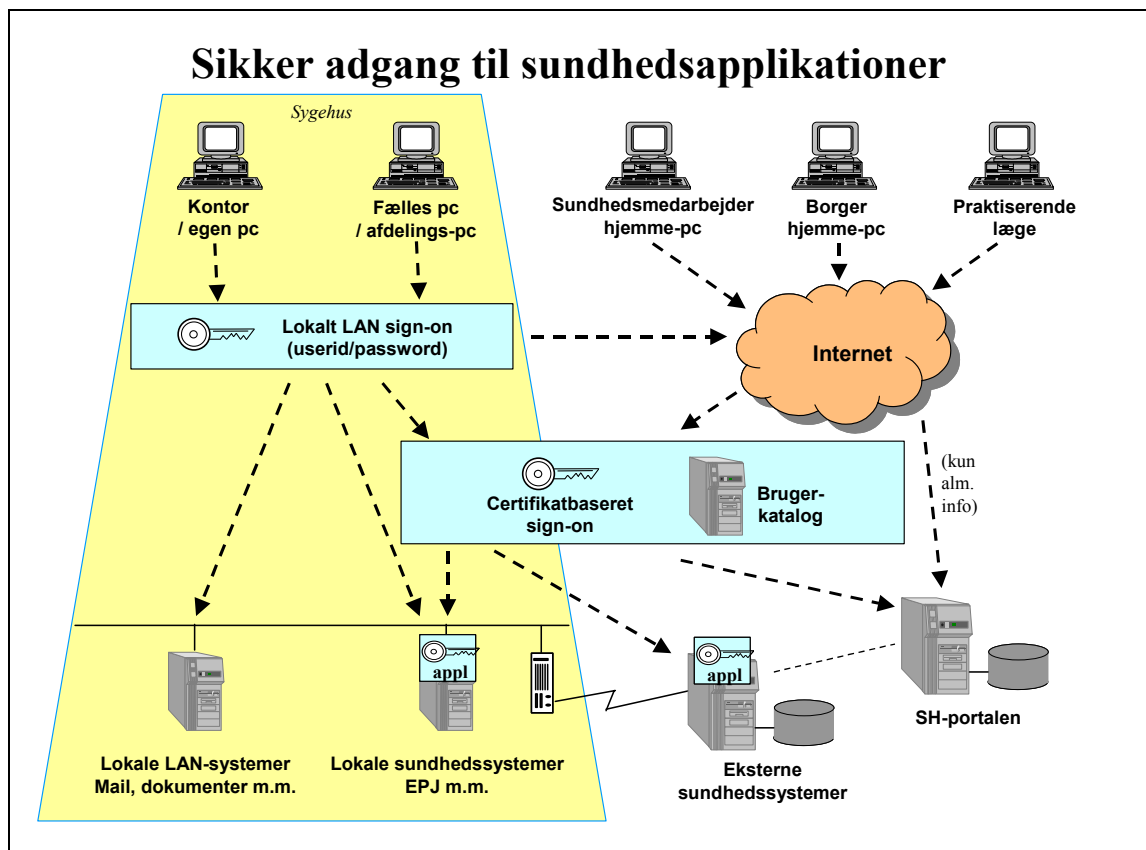 Sikker adgang til sundhedsapplikationer
Sygehus
Kontor
/ egen pc
Fælles pc
/ afdelings-pc
Sundhedsmedarbejder
hjemme-pc
Borger
hjemme-pc
Praktiserende
læge
Lokalt LAN sign-on
(userid/password)
Internet
Certifikatbaseret
sign-on
Bruger-
katalog
(kun
alm.
info)
appl
appl
SH-portalen
Lokale LAN-systemer
Mail, dokumenter m.m.
Lokale sundhedssystemer
EPJ m.m.
Eksterne
sundhedssystemer